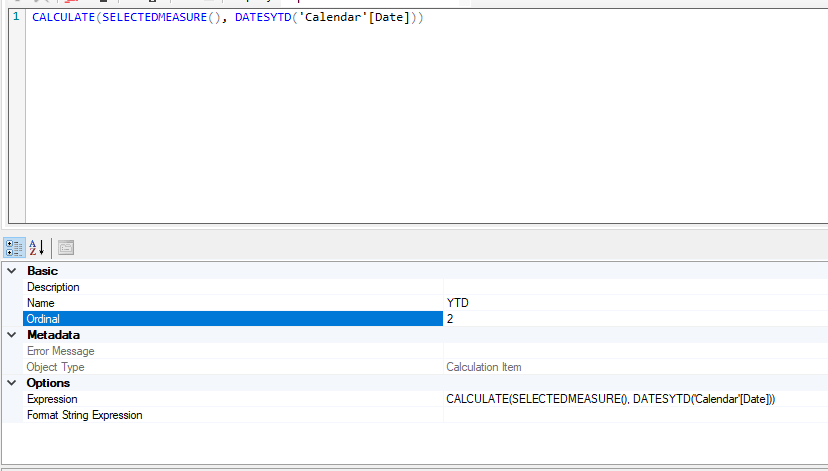 1 CALCULATE(SELECTEDMEASURE(), DATESYTD('Calendar'[Date]))
Basic
Description
Name YTD
Ordinal 2
Metadata
Error Message
Object Type Calculation Item
Options
Expression CALCULATE(SELECTEDMEASURE(), DATESYTD('Calendar'[Date]))
Format String Expression